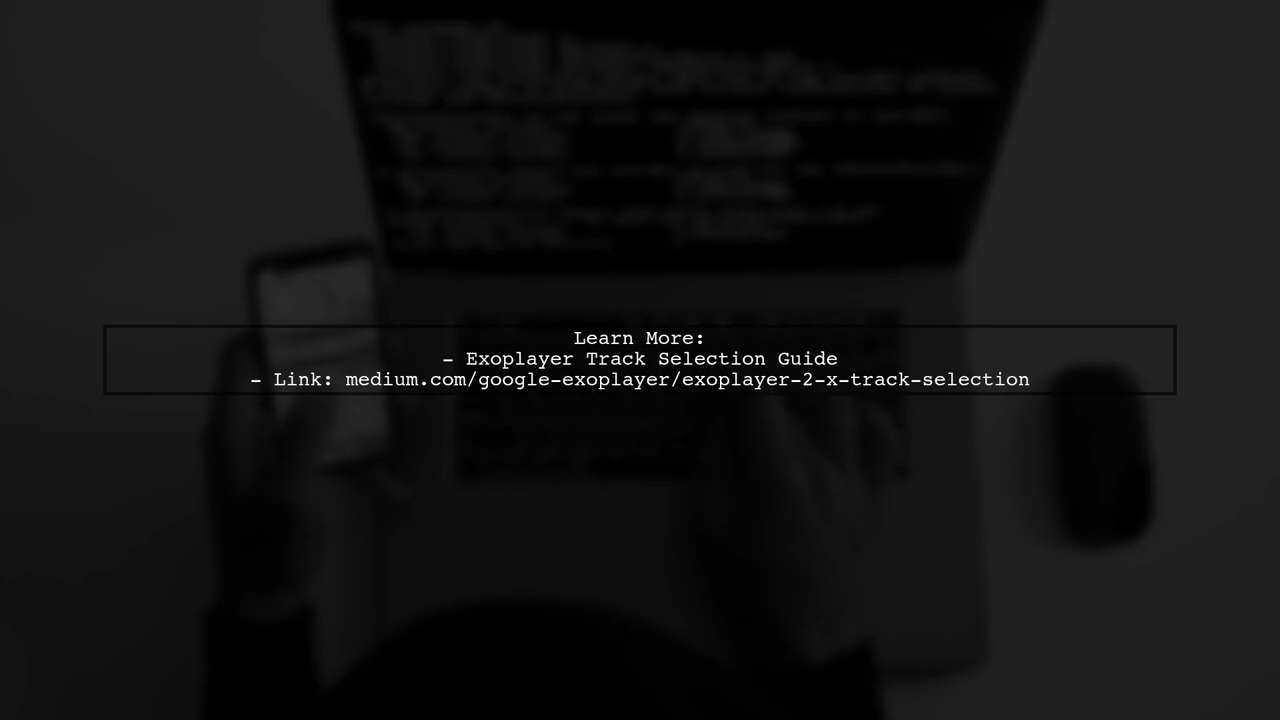 Learn More:
- Exoplayer Track Selection Guide
- Link: medium.com/google-exoplayer/exoplayer-2-x-track-selection